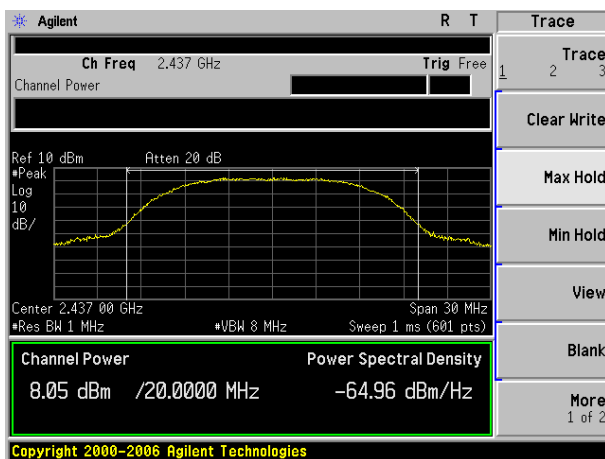 Agilent
R T
Trace
Ch Freq 2.437 GHz
Trig Free
Channel Power
Trace
1 2 3
Clear Write
Max Hold
Min Hold
View
Blank
More
1 of 2
Ref 10 dBm
Atten 20 dB
#Peak
Log
10
dB/
Center 2.437 00 GHz
Span 30 MHz
#Res BW 1 MHz
#VBW 8 MHz
Sweep 1 ms (601 pts)
Channel Power
Power Spectral Density
8.05 dBm /20.0000 MHz
-64.96 dBm/Hz
Copyright 2000-2006 Agilent Technologies